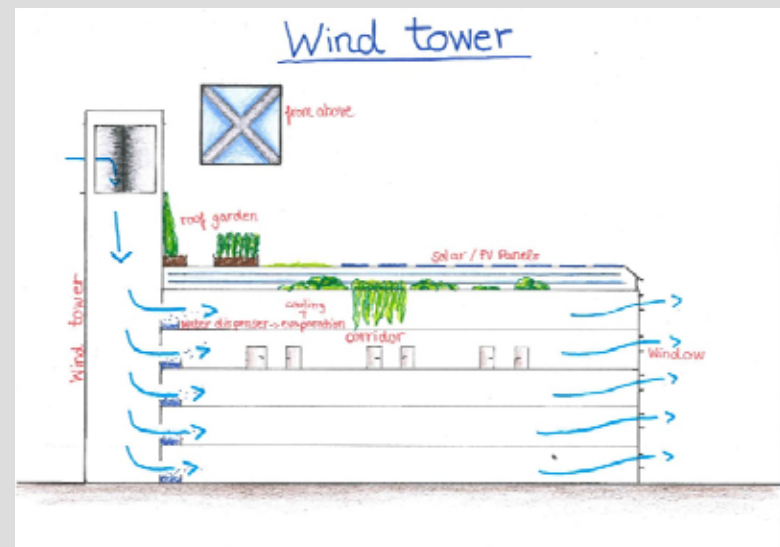 Wind tower
from above
roof garden
solar / PV Panels
cooling
water dispenser -> evaporation
corridor
Wind tower
Window